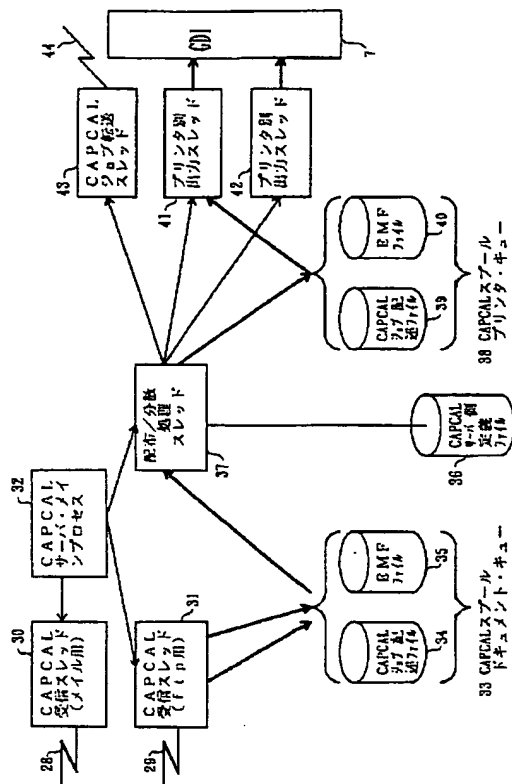 28
30
CAPCAL
受信スレッド
(メイル用)
32
CAPCAL
サーバ・メイ
ンプロセス
29
31
CAPCAL
受信スレッド
(ftp用)
37
配布/分散
処理
スレッド
43
CAPCAL
ジョブ転送
スレッド
44
41
プリンタ別
出力スレッド
42
プリンタ別
出力スレッド
GDI
7
CAPCAL
ジョブ記述ファイル
34
EMF
ファイル
35
33 CAPCALスプール
ドキュメント・キュー
CAPCAL
サーバ側
定義
ファイル
36
CAPCAL
ジョブ記述ファイル
39
EMF
ファイル
40
38 CAPCALスプール
プリンタ・キュー